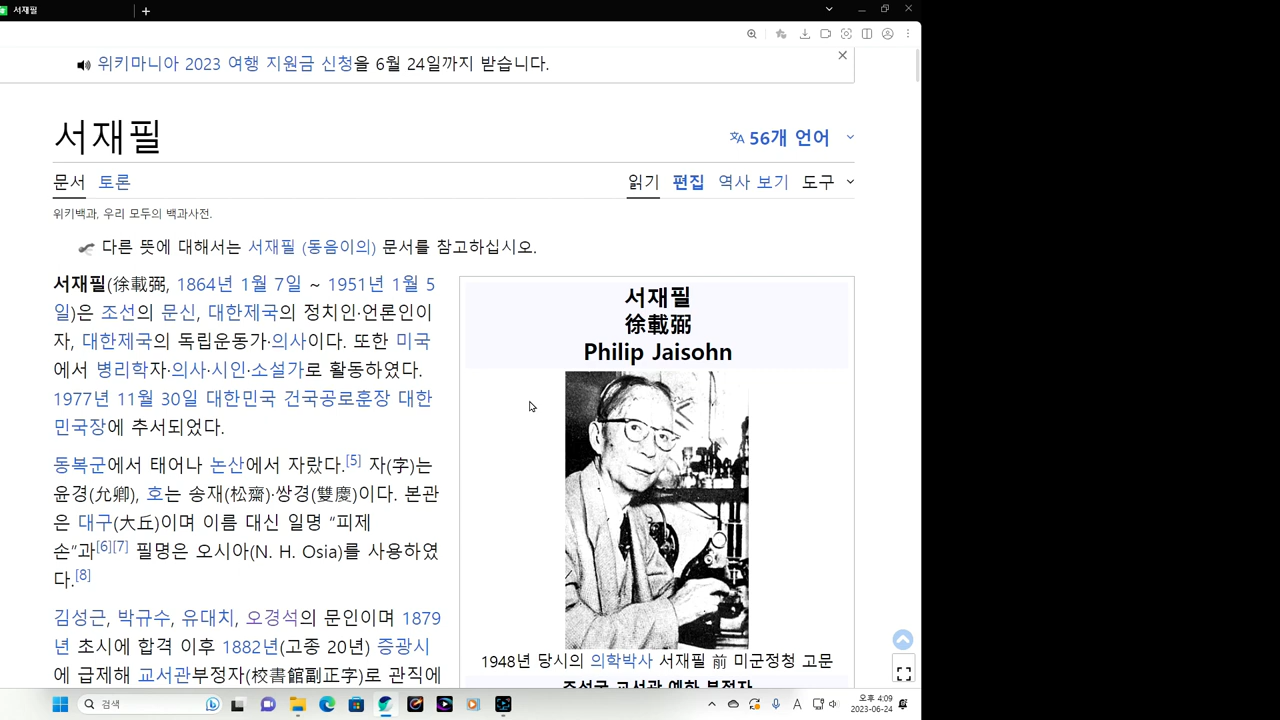 서재필
위키마니아 2023 여행 지원금 신청을 6월 24일까지 받습니다.
서재필
56개 언어
문서 토론
읽기 편집 역사 보기 도구
위키백과, 우리 모두의 백과사전.
다른 뜻에 대해서는 서재필 (동음이의) 문서를 참고하십시오.
서재필(徐載弼, 1864년 1월 7일 ~ 1951년 1월 5
일)은 조선의 문신, 대한제국의 정치인·언론인이
자, 대한제국의 독립운동가·의사이다. 또한 미국
에서 병리학자·의사·시인·소설가로 활동하였다.
1977년 11월 30일 대한민국 건국공로훈장 대한
민국장에 추서되었다.
동복군에서 태어나 논산에서 자랐다.[5] 자(字)는
윤경(允卿), 호는 송재(松齋)·쌍경(雙慶)이다. 본관
은 대구(大丘)이며 이름 대신 일명 “피제
손”과[6][7] 필명은 오시아(N. H. Osia)를 사용하였
다.[8]
김성근, 박규수, 유대치, 오경석의 문인이며 1879
년 초시에 합격 이후 1882년(고종 20년) 증광시
에 급제해 교서관부정자(校書館副正字)로 관직에
서재필
徐載弼
Philip Jaisohn
1948년 당시의 의학박사 서재필 前 미군정청 고문
조선국 교서관 예하 부정자
검색
A
오후 4:09
2023-06-24